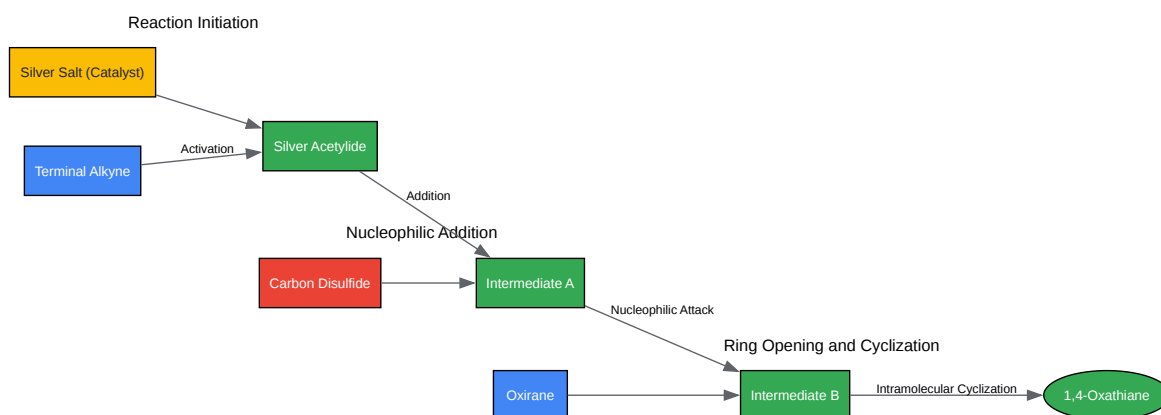 Reaction Initiation
Silver Salt (Catalyst)
Silver Acetylide
Activation
Terminal Alkyne
Addition
Nucleophilic Addition
Carbon Disulfide
Intermediate A
Nucleophilic Attack
Ring Opening and Cyclization
Oxirane
Intermediate B
Intramolecular Cyclization
1,4-Oxathiane